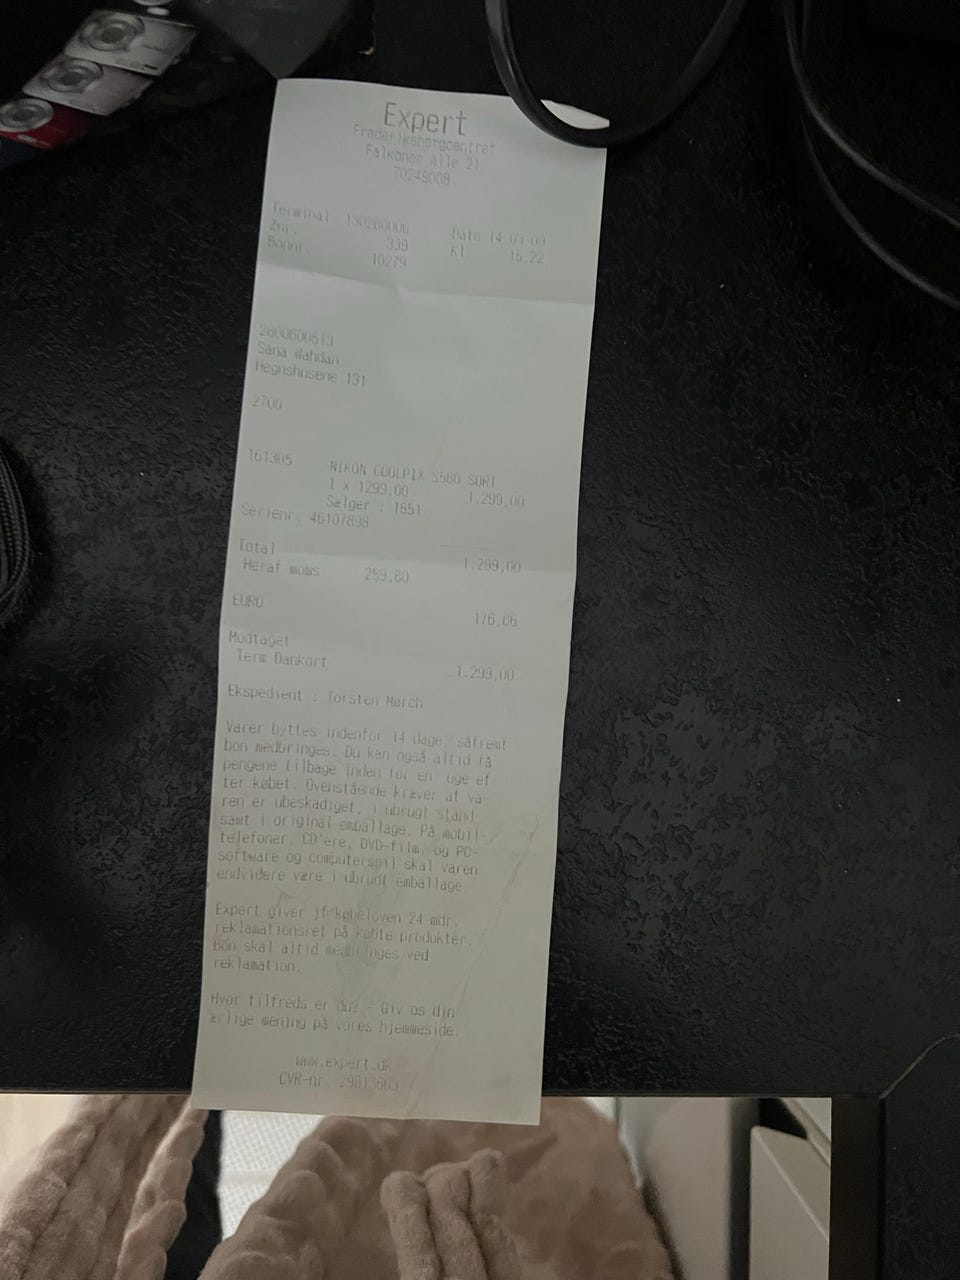 Expert
Frederiksbergcentret
Falkoner Alle 21
70249008
Terminal 130280000 Dato 14-03-09
Znr. 339 Kl 15.22
Bonnr. 10279
2800600513
Sana Wahdan
Hegnshusene 131
2700
161305 NIKON COOLPIX S560 SORT
1 x 1299,00 1.299,00
Sælger : 1851
Serienr. 46107898
Total 1.299,00
Heraf moms 259,80
EURO 176,66
Modtaget
Term Dankort 1.299,00
Ekspedient : Torsten Mørch
Varer byttes indenfor 14 dage, såfremt
bon medbringes. Du kan også altid få
pengene tilbage inden for en uge ef
ter købet. Ovenstående kræver at va-
ren er ubeskadiget, i ubrugt stand
samt i original emballage. På mobil-
telefoner, CD'ere, DVD-film, og PC-
software og computerspil skal varen
endvidere være i ubrudt emballage.
Expert giver jf købeloven 24 mdr.
reklamationsret på købte produkter.
Bon skal altid medbringes ved
reklamation.
Hvor tilfreds er du? - Giv os din
ærlige mening på vores hjemmeside.
www.expert.dk
CVR-nr. 29813663